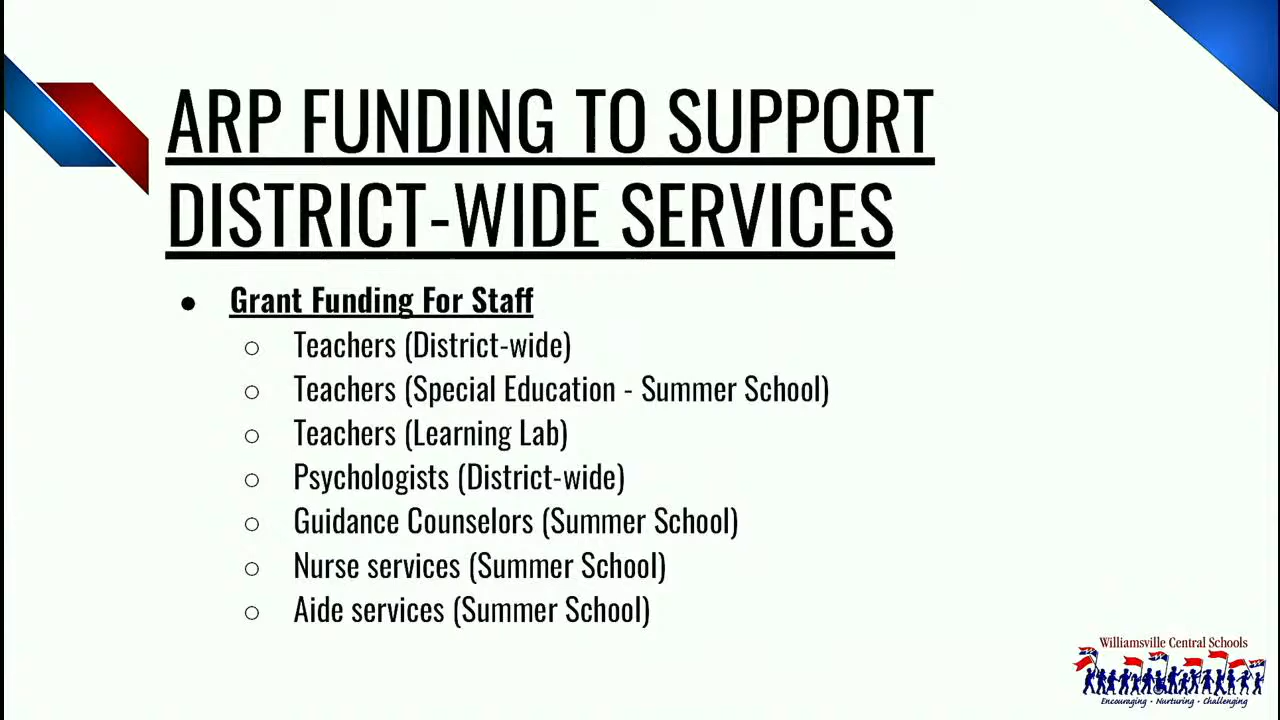 ARP FUNDING TO SUPPORT
DISTRICT-WIDE SERVICES
● Grant Funding For Staff
○ Teachers (District-wide)
○ Teachers (Special Education - Summer School)
○ Teachers (Learning Lab)
○ Psychologists (District-wide)
○ Guidance Counselors (Summer School)
○ Nurse services (Summer School)
○ Aide services (Summer School)
Williamsville Central Schools
Encouraging • Nurturing • Challenging